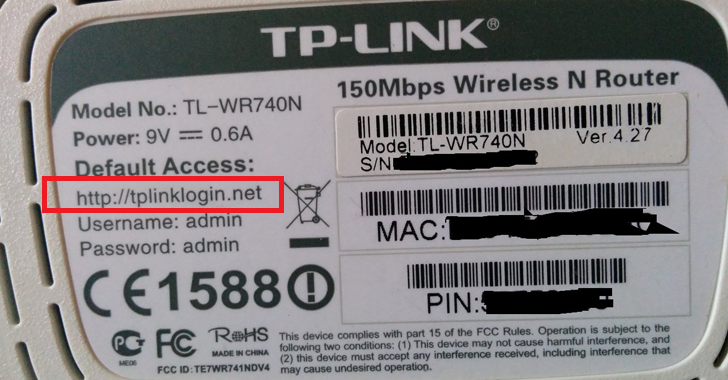 TP-LINK®
150Mbps Wireless N Router
Model No.: TL-WR740N
Power: 9V ⎓ 0.6A
Default Access:
http://tplinklogin.net
Username: admin
Password: admin
Model:TL-WR740N Ver.4.27
S/N
MAC:
PIN:
CE1588
PC
ME06
FC
RoHS
MADE IN CHINA
FCC ID: TE7WR741NDV4
This device complies with part 15 of the FCC Rules. Operation is subject to the
following two conditions: (1) This device may not cause harmful interference, and
(2) this device must accept any interference received, including interference that
may cause undesired operation.